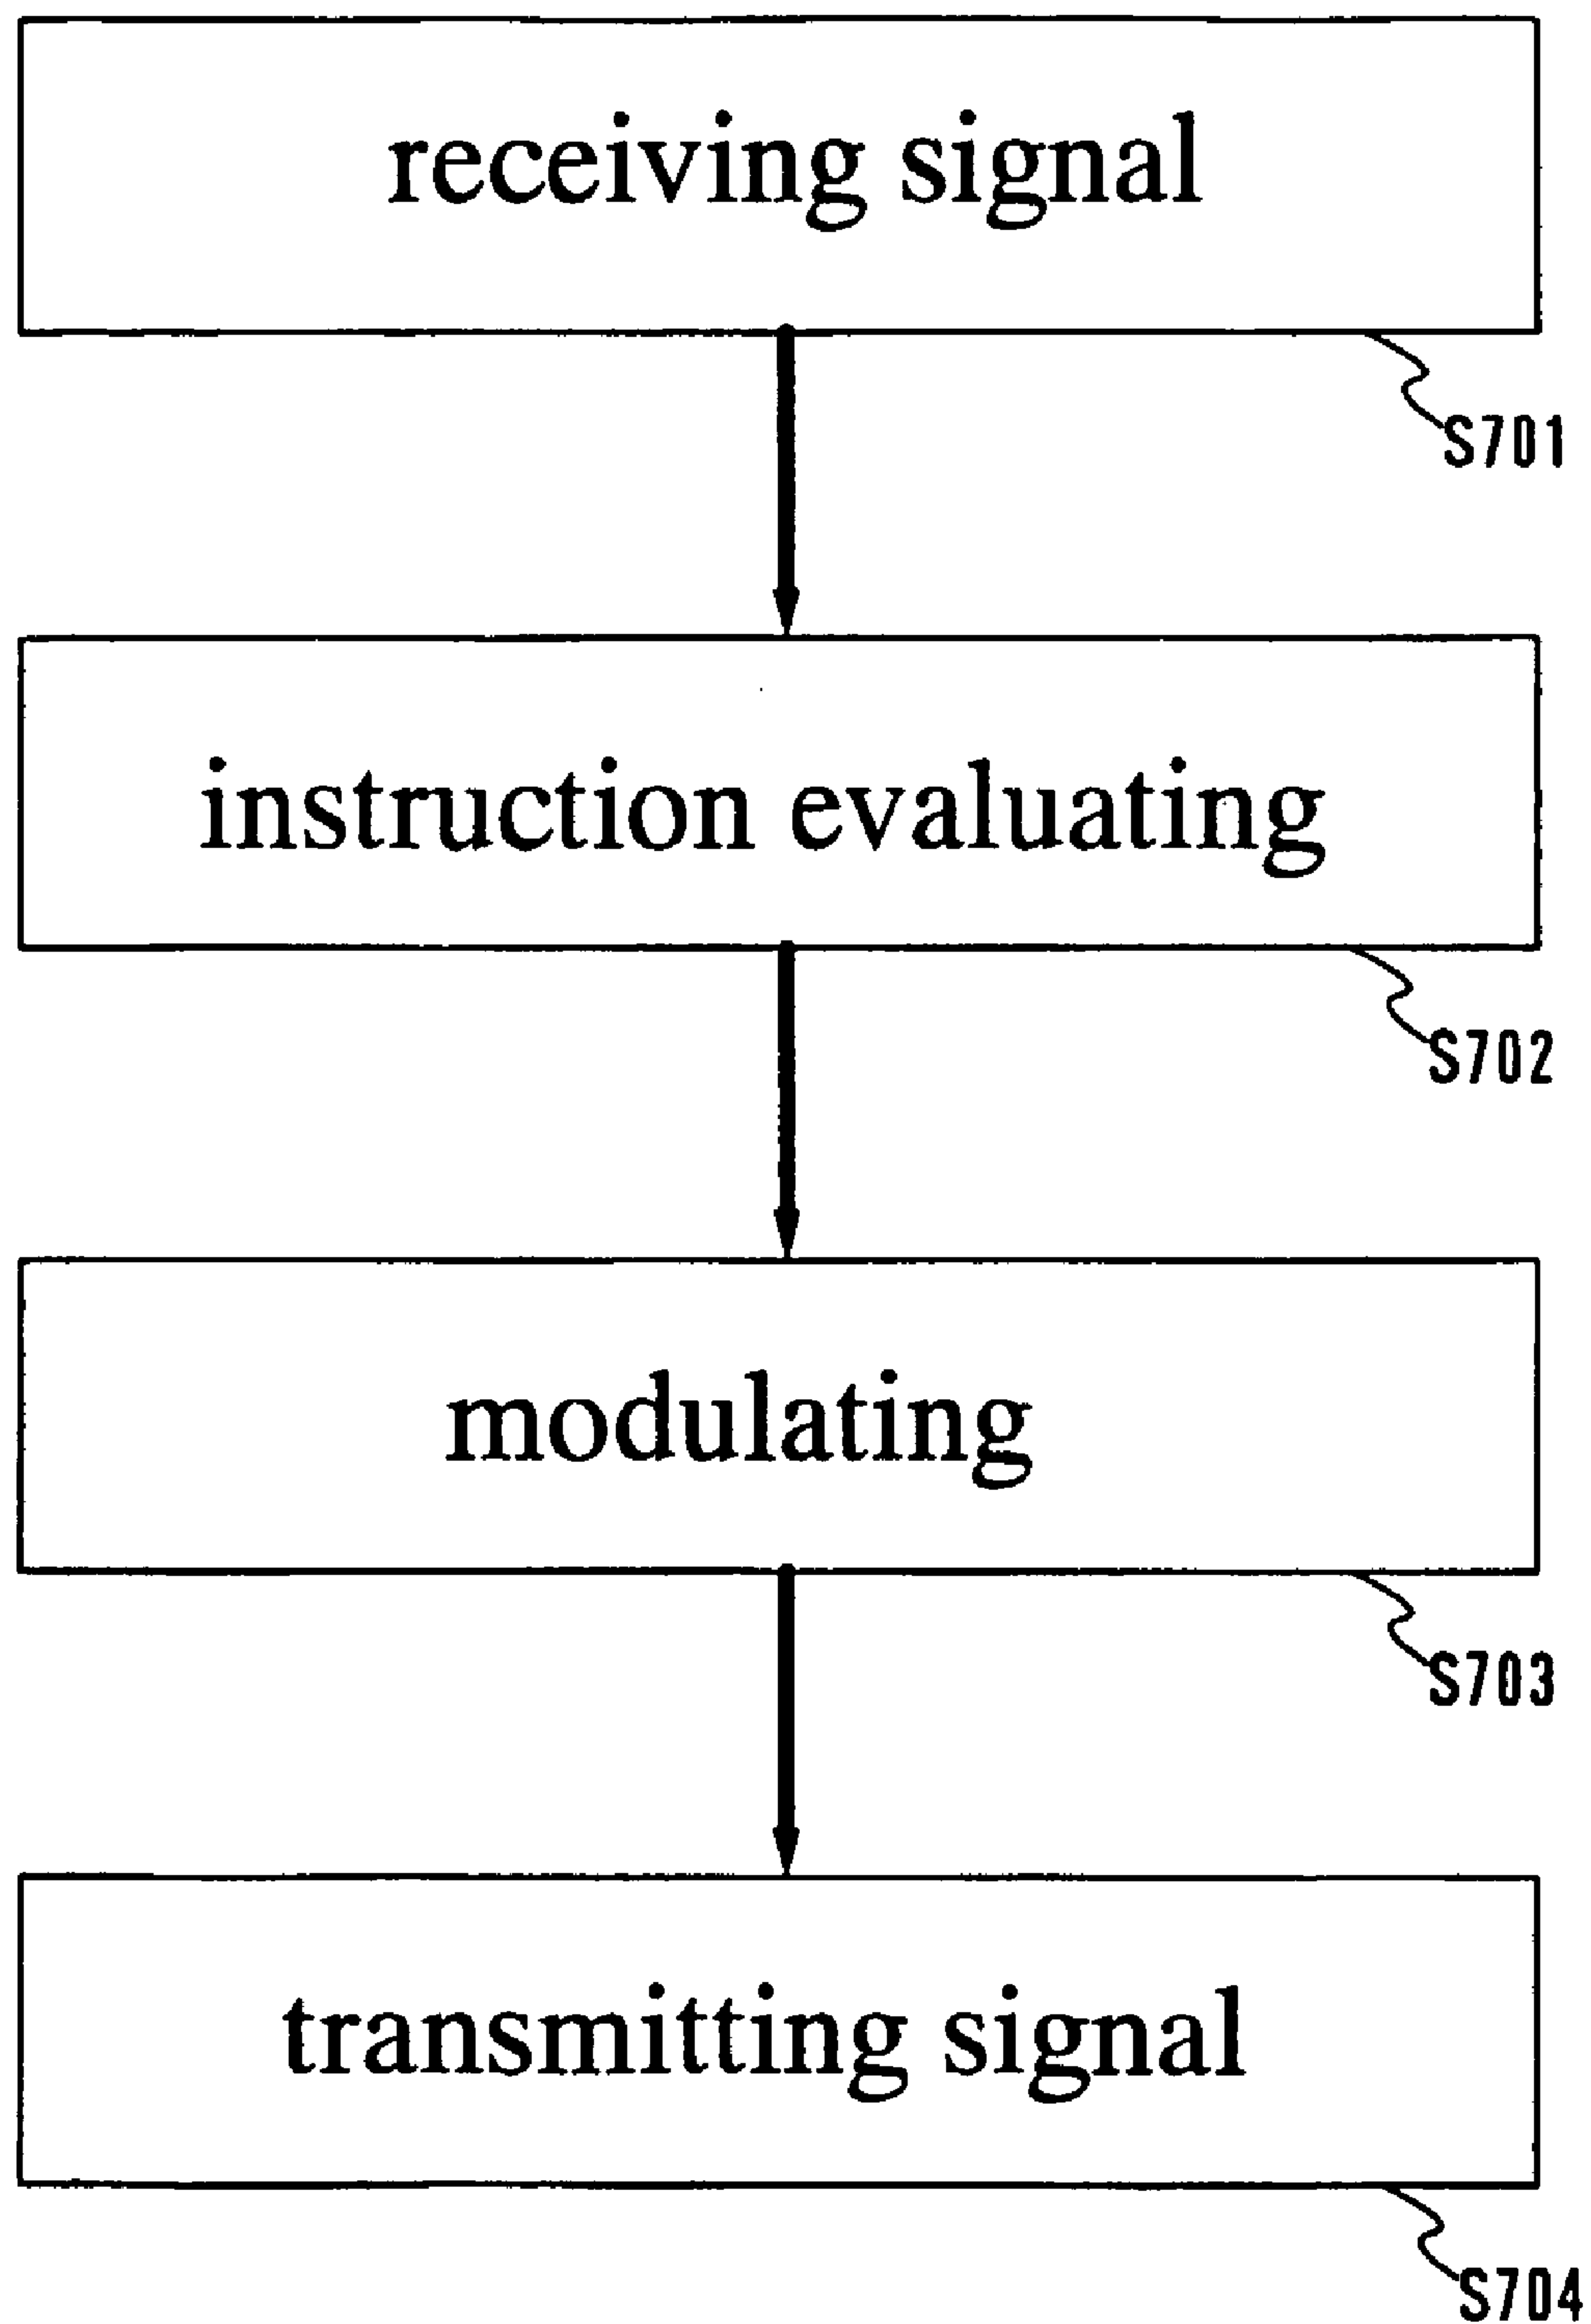 receiving signal
S701
instruction evaluating
S702
modulating
S703
transmitting signal
S704